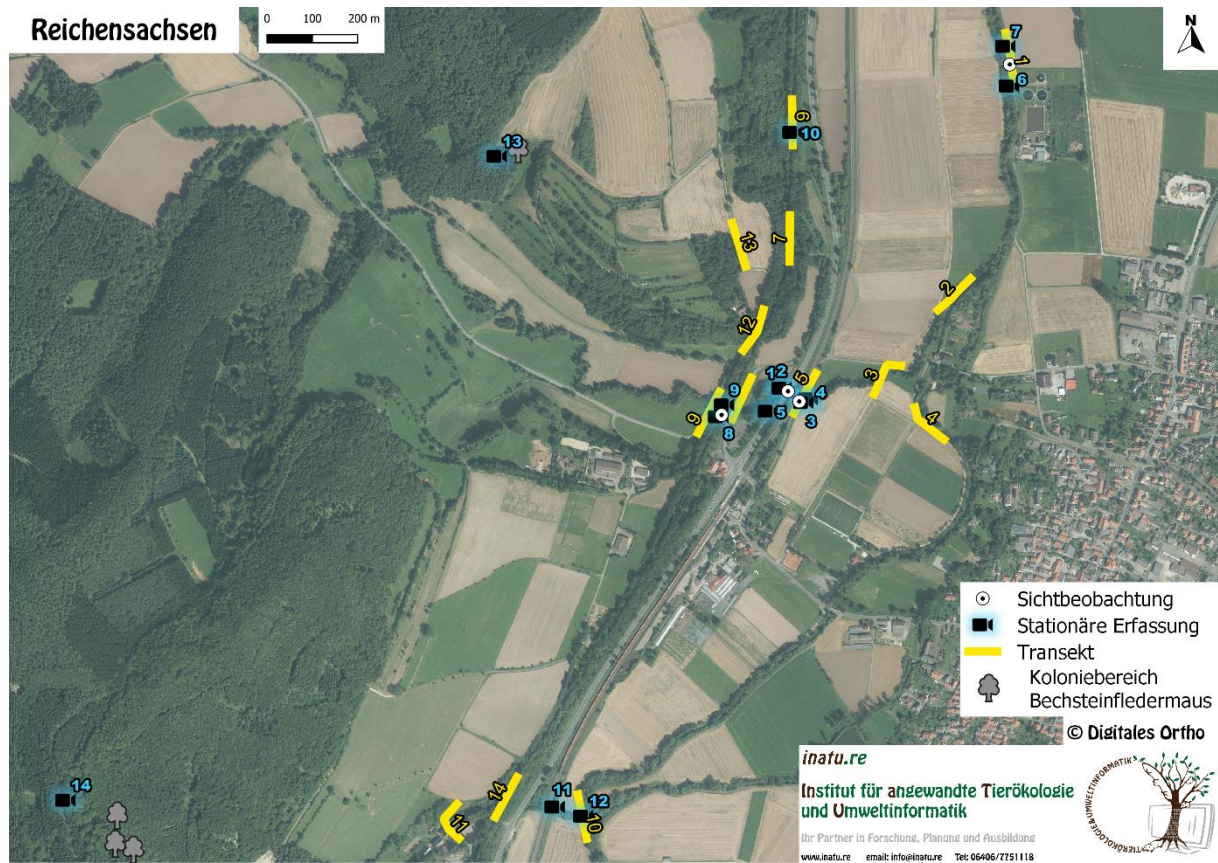 Reichensachsen
0 100 200 m
N
7
1
6
9
10
13
13
7
2
12
12
5
3
9
4
9
5
4
8
3
Sichtbeobachtung
Stationäre Erfassung
Transekt
Koloniebereich
Bechsteinfledermaus
© Digitales Ortho
inatu.re
Institut für angewandte Tierökologie
und Umweltinformatik
Ihr Partner in Forschung, Planung und Ausbildung
www.inatu.re email: info@inatu.re Tel: 06406/7751118
TIERÖKOLOGIE&UMWELTINFORMATIK
14
14
11
12
11
10